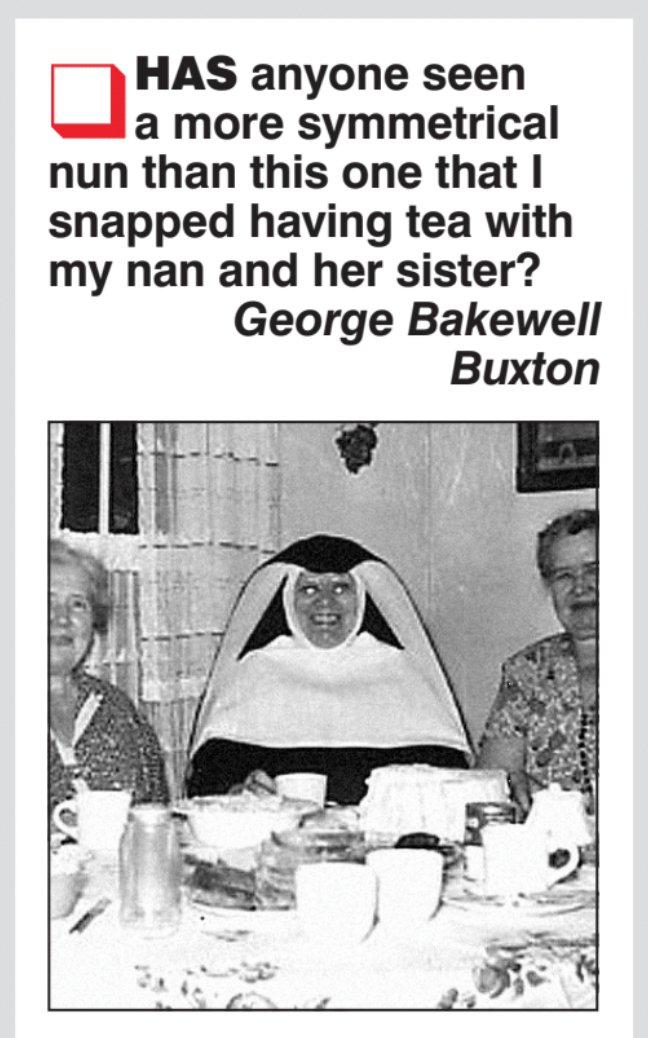 HAS anyone seen
a more symmetrical
nun than this one that I
snapped having tea with
my nan and her sister?
George Bakewell
Buxton